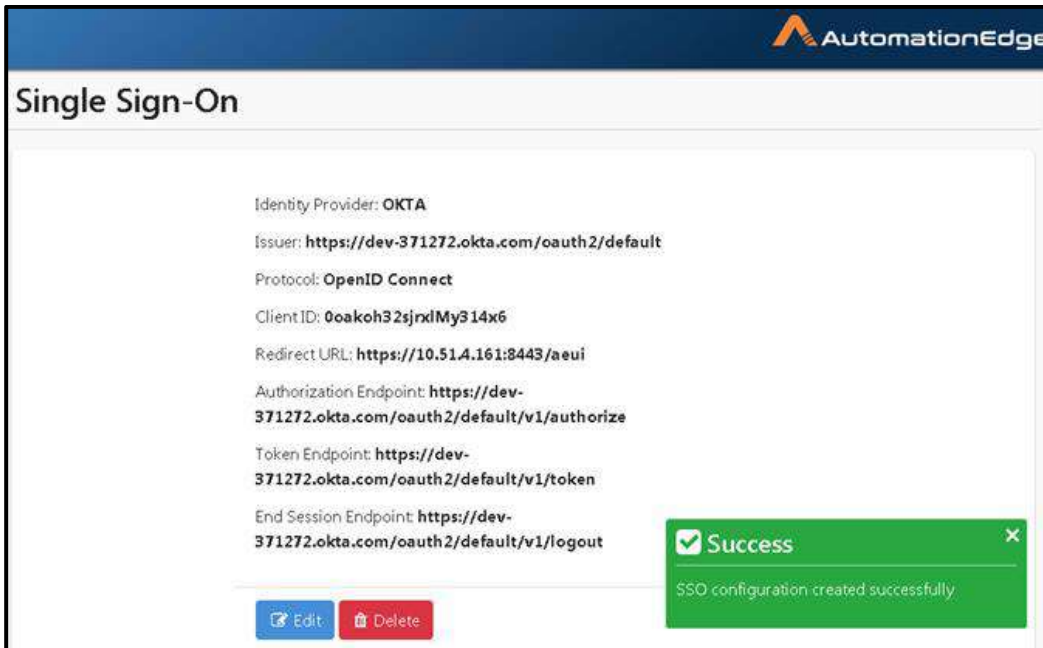 AutomationEdge
Single Sign-On
Identity Provider: OKTA
Issuer: https://dev-371272.okta.com/oauth2/default
Protocol: OpenID Connect
Client ID: 0oakoh32sjrxlMy314x6
Redirect URL: https://10.51.4.161:8443/aeui
Authorization Endpoint: https://dev-
371272.okta.com/oauth2/default/v1/authorize
Token Endpoint: https://dev-
371272.okta.com/oauth2/default/v1/token
End Session Endpoint: https://dev-
371272.okta.com/oauth2/default/v1/logout
Success
SSO configuration created successfully
Edit
Delete